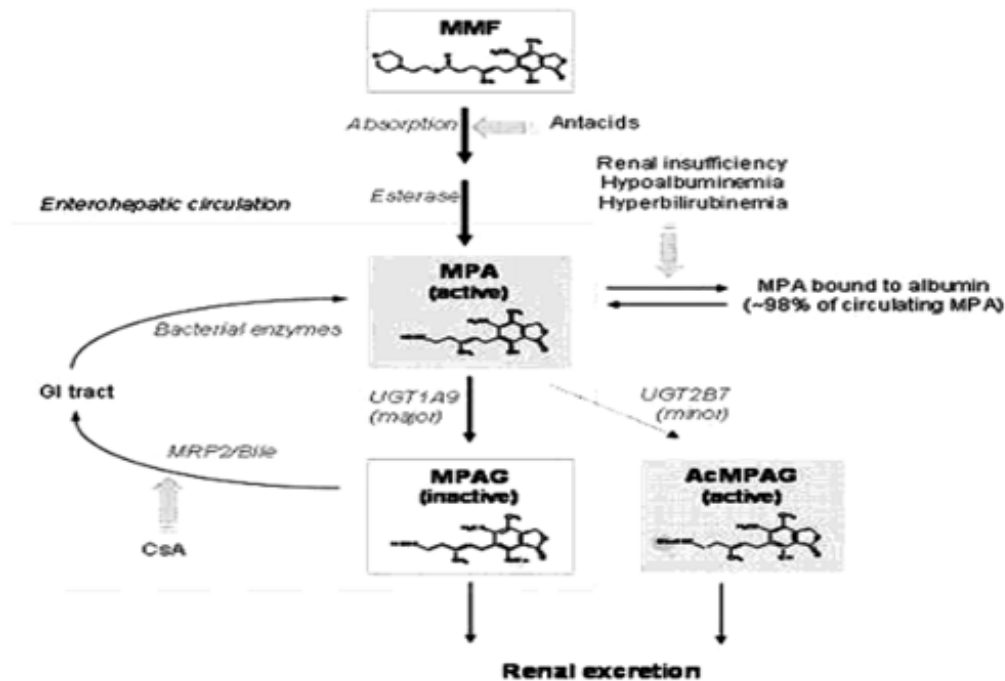 MMF
Absorption
Antacids
Renal insufficiency
Hypoalbuminemia
Hyperbilirubinemia
Esterase
Enterohepatic circulation
MPA
(active)
MPA bound to albumin
(~98% of circulating MPA)
Bacterial enzymes
GI tract
UGT1A9
(major)
UGT2B7
(minor)
MRP2/Bile
MPAG
(inactive)
AcMPAG
(active)
CsA
Renal excretion